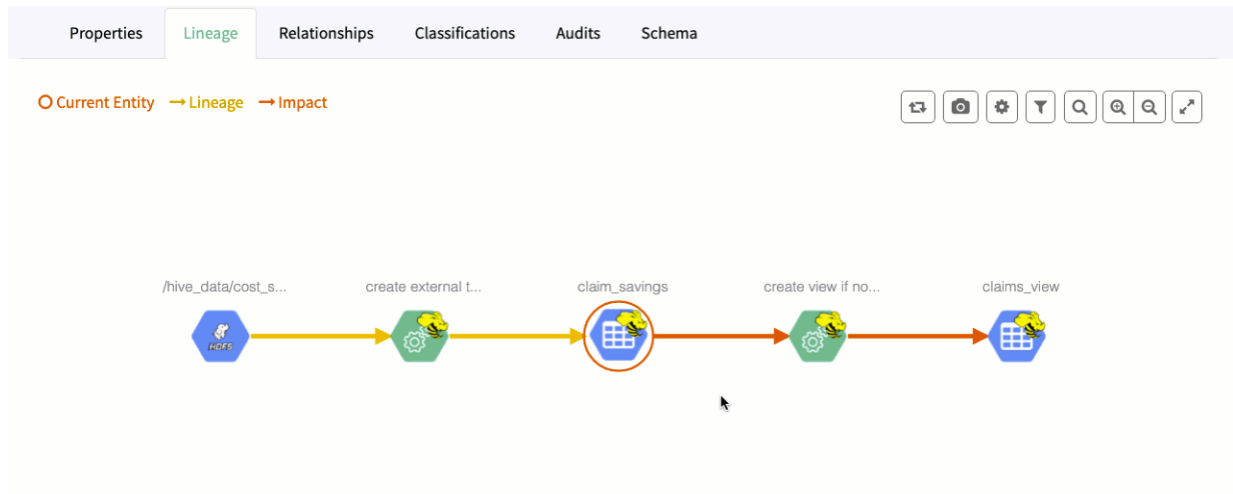 Properties Lineage Relationships Classifications Audits Schema
Current Entity Lineage Impact
/hive_data/cost_s... create external t... claim_savings create view if no... claims_view
HDFS